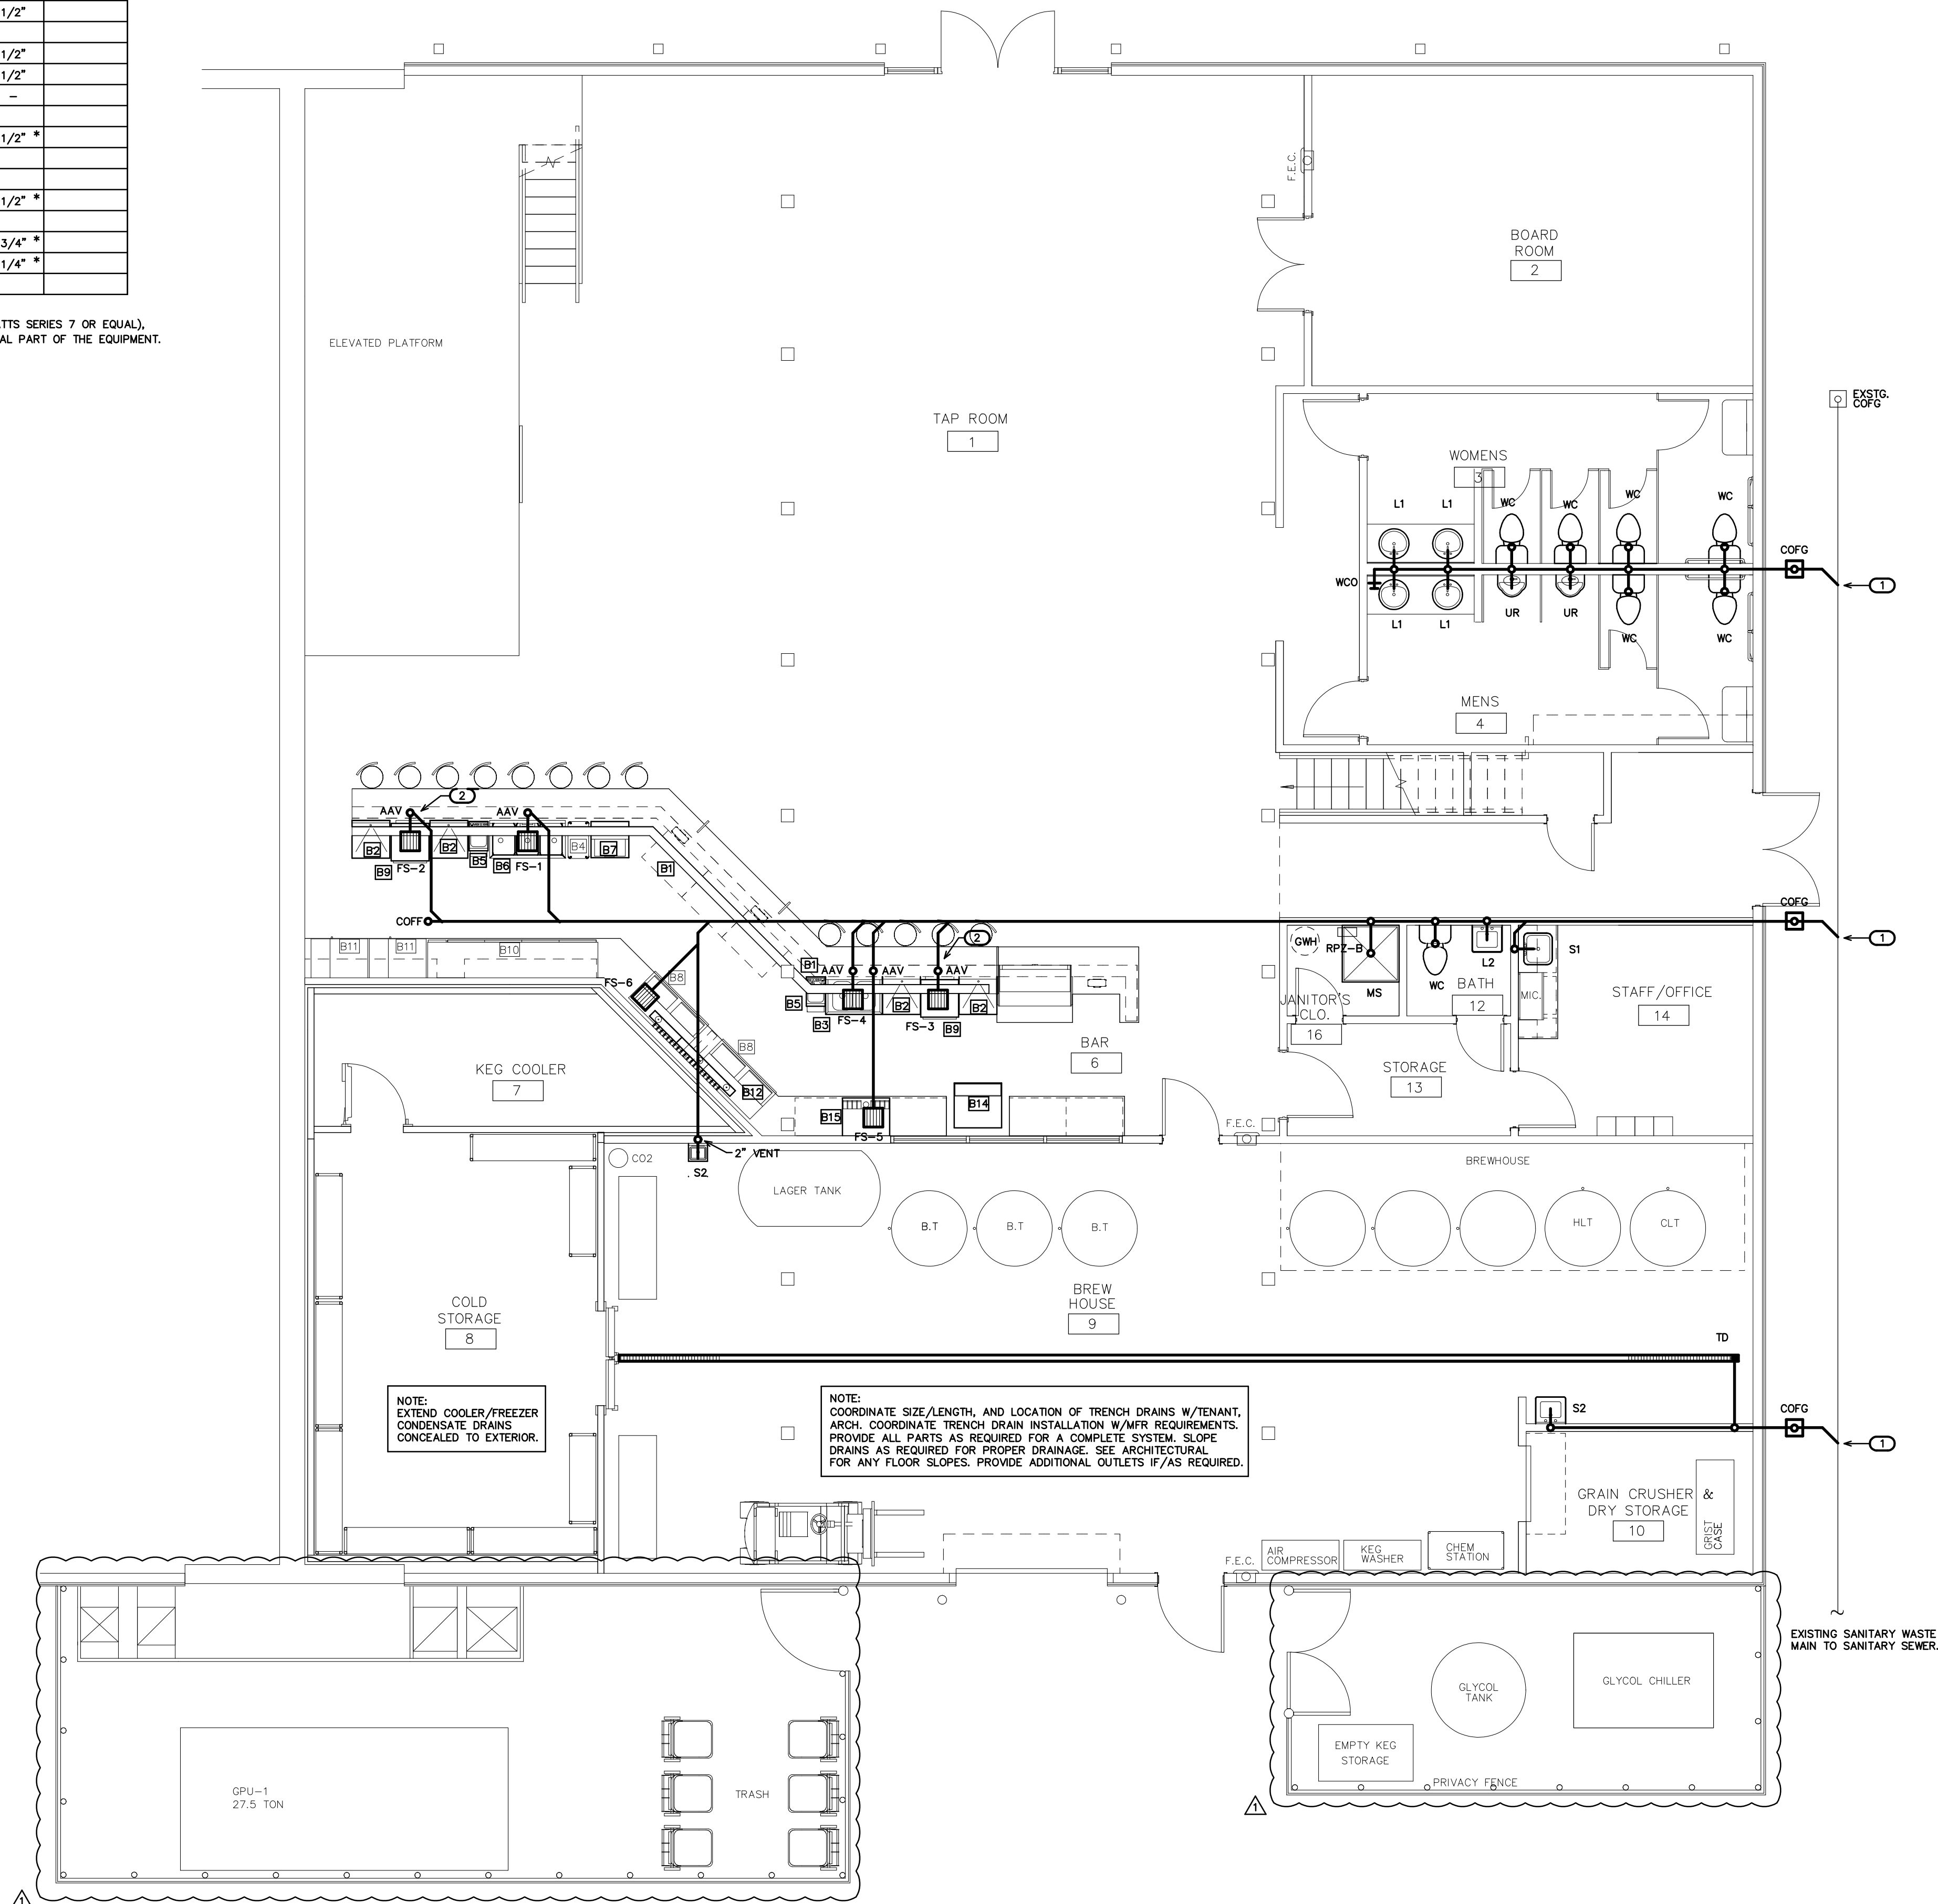 1/2"
1/2"
1/2"
–
1/2" *
1/2" *
3/4" *
1/4" *
TTS SERIES 7 OR EQUAL),
AL PART OF THE EQUIPMENT.
F.E.C.
BOARD
ROOM
2
ELEVATED PLATFORM
TAP ROOM
1
EXSTG.
COFG
WOMENS
3
L1
L1
WC
WC
WC
WC
COFG
WCO
1
L1
L1
UR
UR
WC
WC
MENS
4
2
AAV
AAV
B2
B9
FS-2
B2
B5
B6
FS-1
B4
B7
B1
COFF
COFG
1
2
B11
B11
B10
FS-6
B8
B1
AAV
AAV
AAV
B5
B3
FS-4
B2
FS-3
B9
B2
GWH
RPZ-B
MS
WC
L2
S1
BATH
12
MIC.
STAFF/OFFICE
14
JANITOR'S
CLO.
16
BAR
6
B8
KEG COOLER
7
STORAGE
13
B12
B15
B14
FS-5
F.E.C.
2" VENT
. S2
CO2
BREWHOUSE
LAGER TANK
B.T
B.T
B.T
HLT
CLT
COLD
STORAGE
8
BREW
HOUSE
9
TD
NOTE:
EXTEND COOLER/FREEZER
CONDENSATE DRAINS
CONCEALED TO EXTERIOR.
NOTE:
COORDINATE SIZE/LENGTH, AND LOCATION OF TRENCH DRAINS W/TENANT,
ARCH. COORDINATE TRENCH DRAIN INSTALLATION W/MFR REQUIREMENTS.
PROVIDE ALL PARTS AS REQUIRED FOR A COMPLETE SYSTEM. SLOPE
DRAINS AS REQUIRED FOR PROPER DRAINAGE. SEE ARCHITECTURAL
FOR ANY FLOOR SLOPES. PROVIDE ADDITIONAL OUTLETS IF/AS REQUIRED.
S2
COFG
1
GRAIN CRUSHER &
DRY STORAGE
10
GRIST
CASE
F.E.C.
AIR
COMPRESSOR
KEG
WASHER
CHEM
STATION
EXISTING SANITARY WASTE
MAIN TO SANITARY SEWER.
GLYCOL
TANK
GLYCOL CHILLER
EMPTY KEG
STORAGE
PRIVACY FENCE
GPU-1
27.5 TON
TRASH
1
1